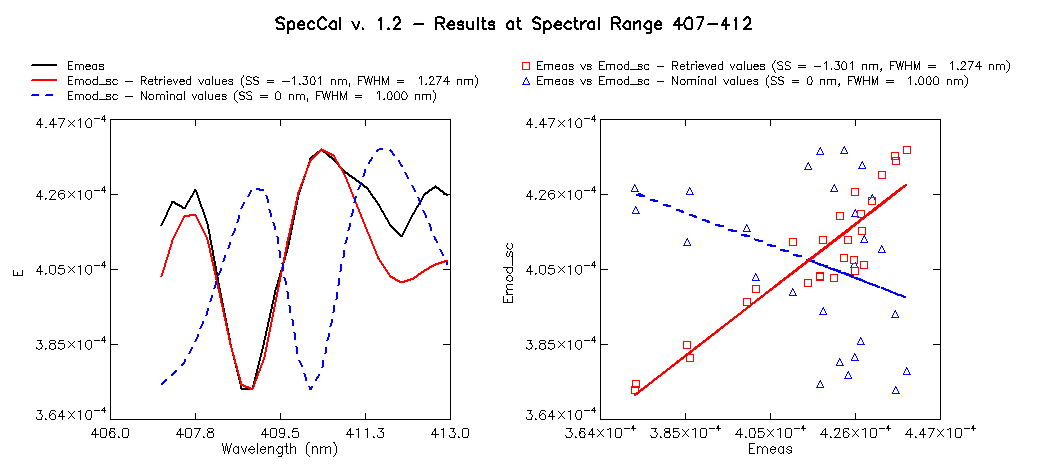 SpecCal v. 1.2 - Results at Spectral Range 407-412
Emeas
Emod_sc - Retrieved values (SS = -1.301 nm, FWHM = 1.274 nm)
Emod_sc - Nominal values (SS = 0 nm, FWHM = 1.000 nm)
4.47×10⁻⁴
4.26×10⁻⁴
4.05×10⁻⁴
3.85×10⁻⁴
3.64×10⁻⁴
E
406.0 407.8 409.5 411.3 413.0
Wavelength (nm)
Emeas vs Emod_sc - Retrieved values (SS = -1.301 nm, FWHM = 1.274 nm)
Emeas vs Emod_sc - Nominal values (SS = 0 nm, FWHM = 1.000 nm)
4.47×10⁻⁴
4.26×10⁻⁴
4.05×10⁻⁴
3.85×10⁻⁴
3.64×10⁻⁴
Emod_sc
3.64×10⁻⁴ 3.85×10⁻⁴ 4.05×10⁻⁴ 4.26×10⁻⁴ 4.47×10⁻⁴
Emeas